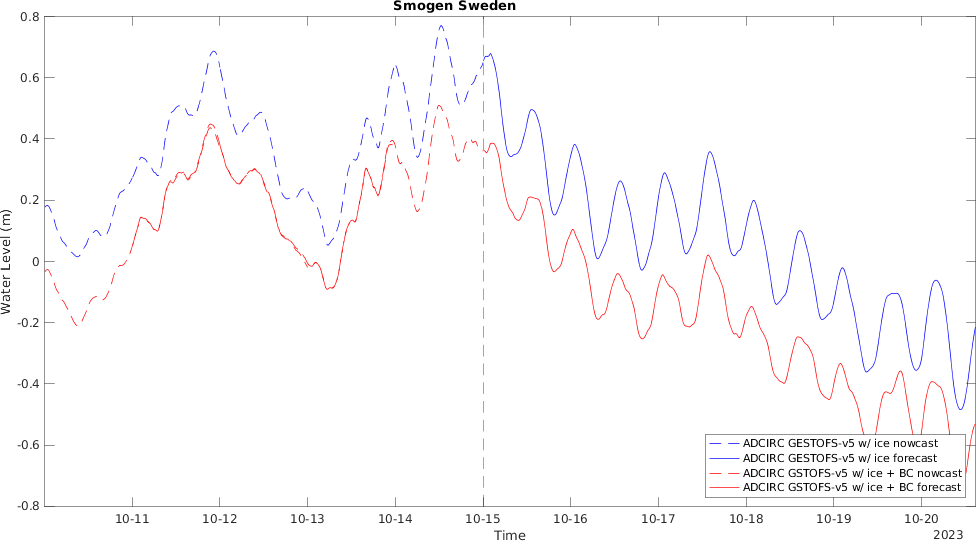 Smogen Sweden
0.8
0.6
0.4
0.2
0
-0.2
-0.4
-0.6
-0.8
Water Level (m)
10-11 10-12 10-13 10-14 10-15 10-16 10-17 10-18 10-19 10-20
Time
2023
ADCIRC GESTOFS-v5 w/ ice nowcast
ADCIRC GESTOFS-v5 w/ ice forecast
ADCIRC GSTOFS-v5 w/ ice + BC nowcast
ADCIRC GSTOFS-v5 w/ ice + BC forecast